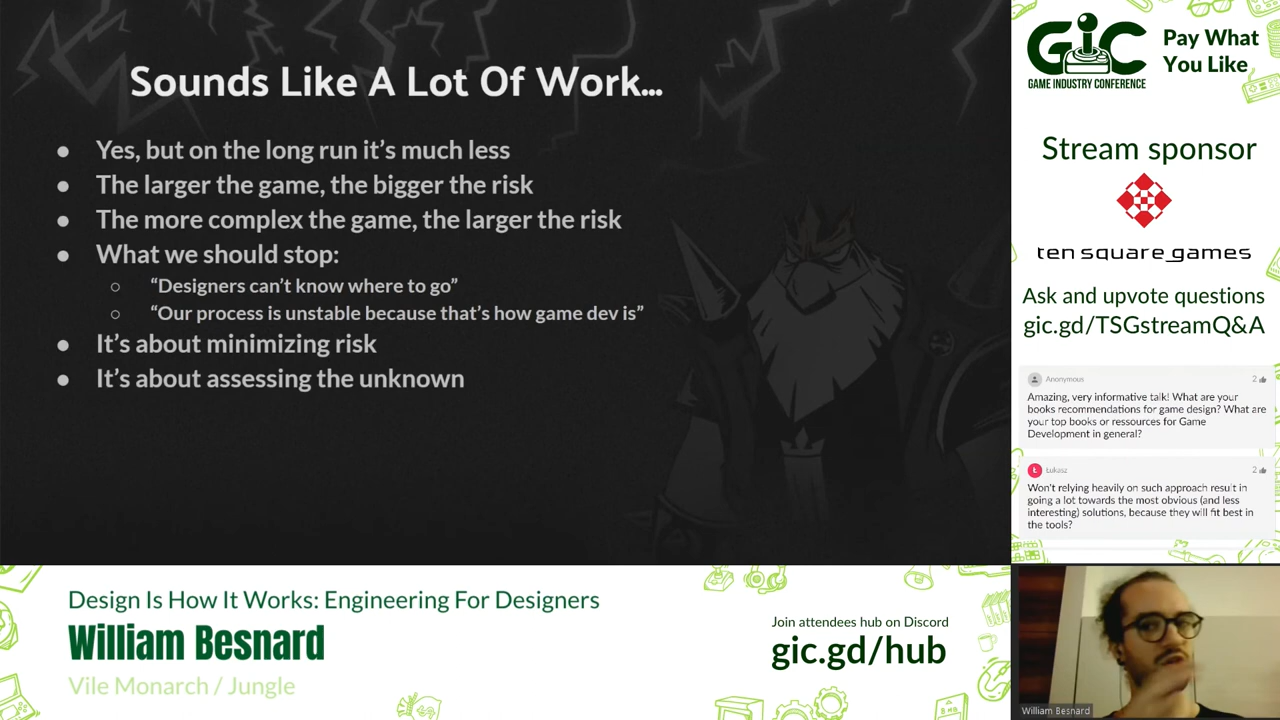 Sounds Like A Lot Of Work...
● Yes, but on the long run it's much less
● The larger the game, the bigger the risk
● The more complex the game, the larger the risk
● What we should stop:
○ “Designers can't know where to go”
○ “Our process is unstable because that's how game dev is”
● It's about minimizing risk
● It's about assessing the unknown
GIC
GAME INDUSTRY CONFERENCE
Pay What
You Like
Stream sponsor
ten square games
Ask and upvote questions
gic.gd/TSGstreamQ&A
Anonymous 2
Amazing, very informative talk! What are your
books recommendations for game design? What are
your top books or ressources for Game
Development in general?
Ł Łukasz 2
Won't relying heavily on such approach result in
going a lot towards the most obvious (and less
interesting) solutions, because they will fit best in
the tools?
Design Is How It Works: Engineering For Designers
William Besnard
Vile Monarch / Jungle
Join attendees hub on Discord
gic.gd/hub
William Besnard